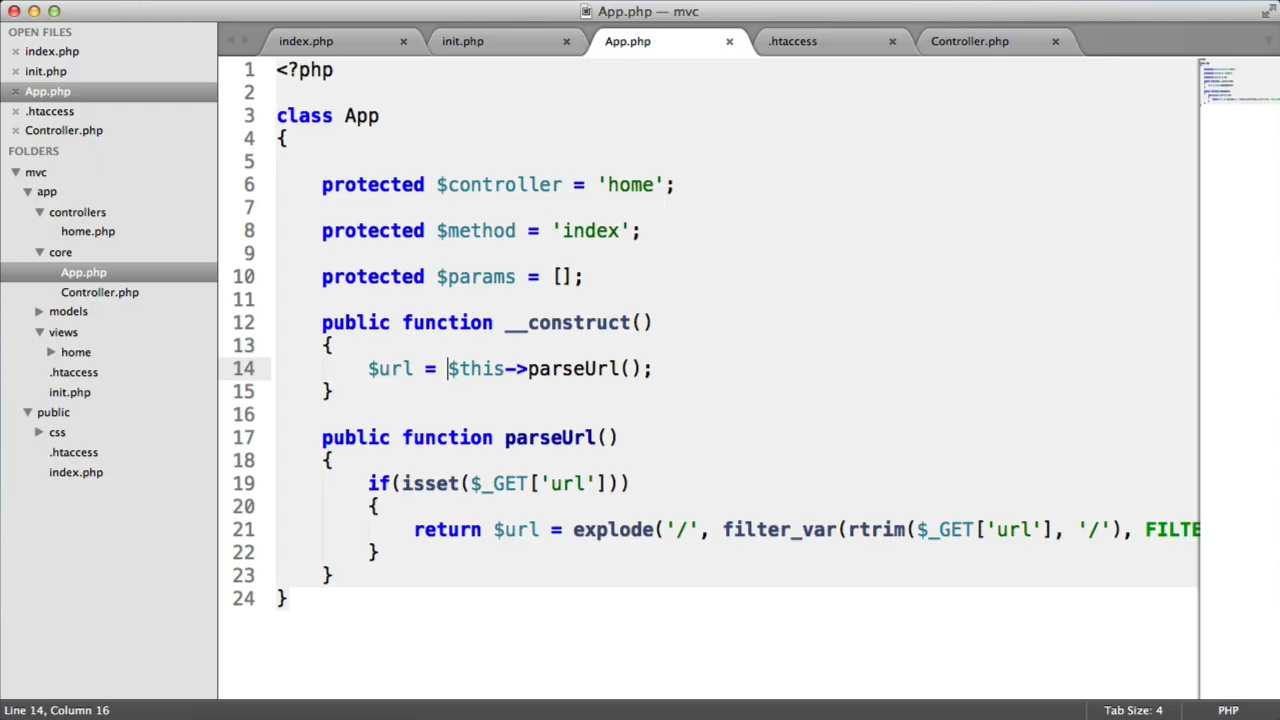 App.php — mvc
OPEN FILES
index.php
init.php
App.php
.htaccess
Controller.php
FOLDERS
mvc
app
controllers
home.php
core
App.php
Controller.php
models
views
home
.htaccess
init.php
public
css
.htaccess
index.php
index.php
init.php
App.php
.htaccess
Controller.php
1 <?php
2
3 class App
4 {
5
6 protected $controller = 'home';
7
8 protected $method = 'index';
9
10 protected $params = [];
11
12 public function __construct()
13 {
14 $url = $this->parseUrl();
15 }
16
17 public function parseUrl()
18 {
19 if(isset($_GET['url']))
20 {
21 return $url = explode('/', filter_var(rtrim($_GET['url'], '/'), FILTE
22 }
23 }
24 }
Line 14, Column 16
Tab Size: 4
PHP